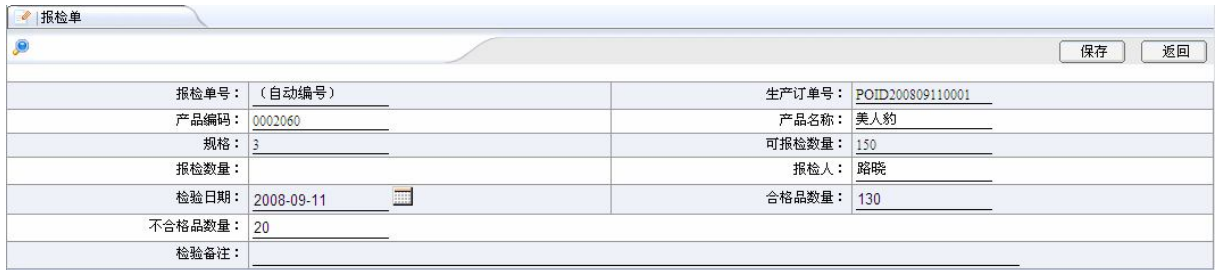 报检单
保存 返回
报检单号：（自动编号） 生产订单号：POID200809110001
产品编码：0002060 产品名称：美人豹
规格：3 可报检数量：150
报检数量： 报检人：路晓
检验日期：2008-09-11 合格品数量：130
不合格品数量：20
检验备注：